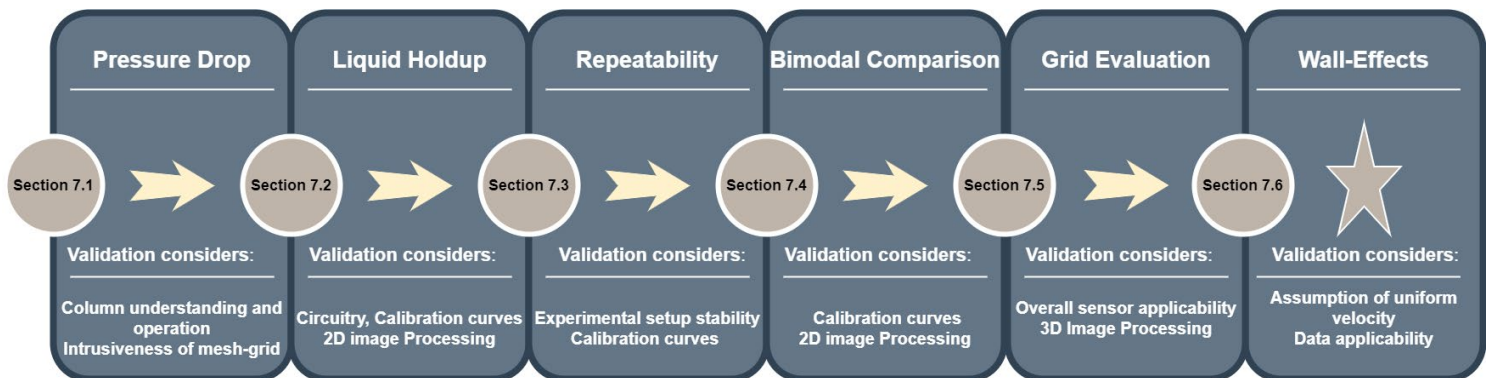 Pressure Drop
Section 7.1
Validation considers:
Column understanding and
operation
Intrusiveness of mesh-grid
Liquid Holdup
Section 7.2
Validation considers:
Circuitry, Calibration curves
2D image Processing
Repeatability
Section 7.3
Validation considers:
Experimental setup stability
Calibration curves
Bimodal Comparison
Section 7.4
Validation considers:
Calibration curves
2D image Processing
Grid Evaluation
Section 7.5
Validation considers:
Overall sensor applicability
3D Image Processing
Wall-Effects
Section 7.6
Validation considers:
Assumption of uniform
velocity
Data applicability